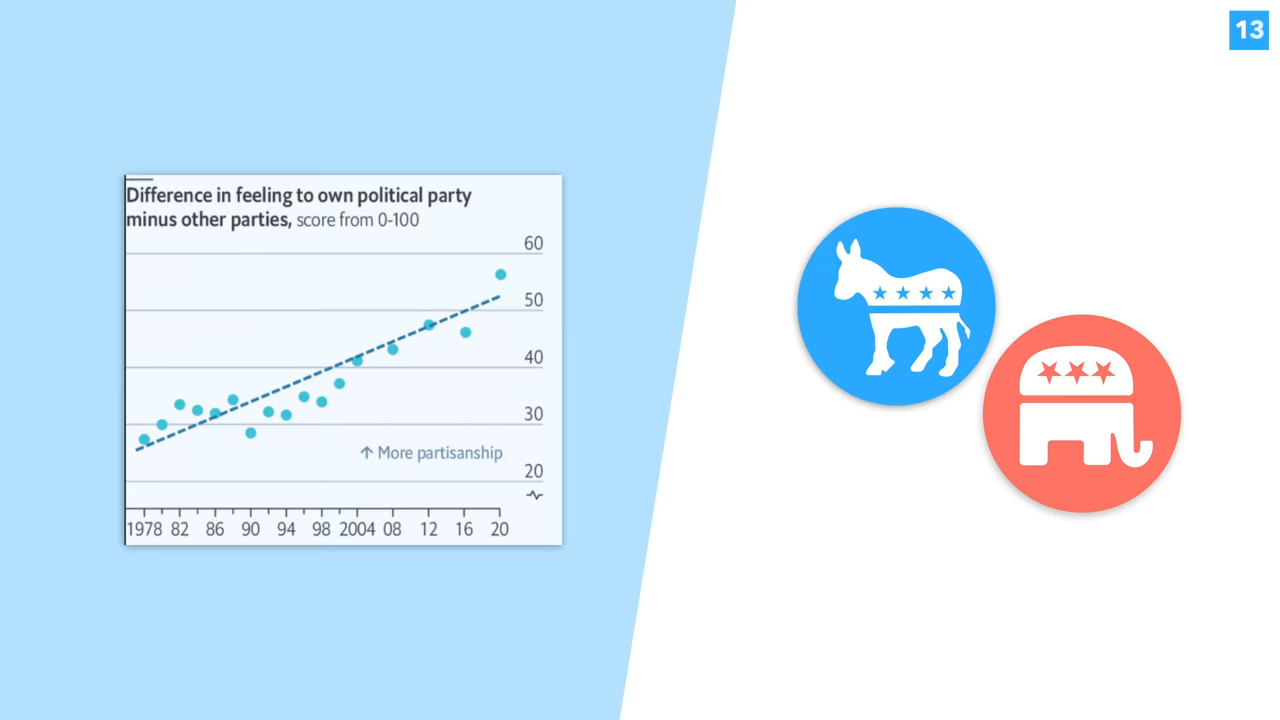 13
Difference in feeling to own political party
minus other parties, score from 0-100
60
50
40
30
↑ More partisanship
20
1978 82 86 90 94 98 2004 08 12 16 20